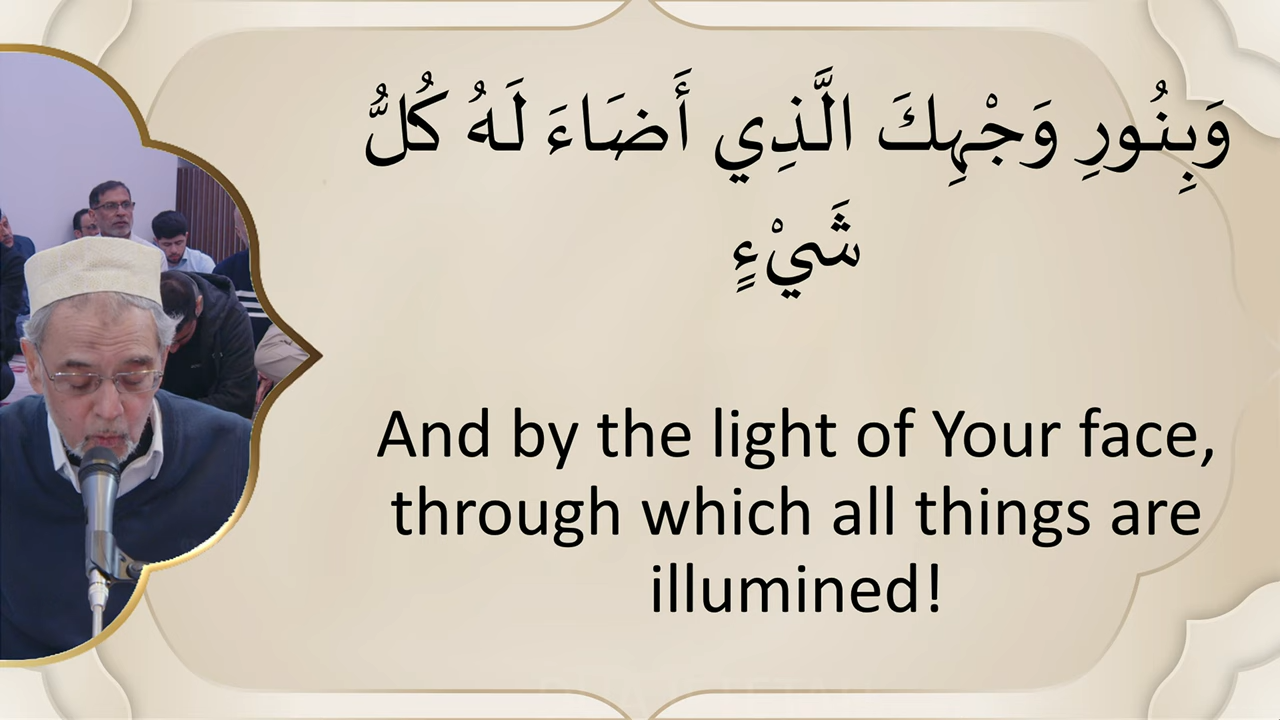 وَبِنُورِ وَجْهِكَ الَّذِي أَضَاءَ لَهُ كُلُّ
شَيْءٍ
And by the light of Your face,
through which all things are
illumined!